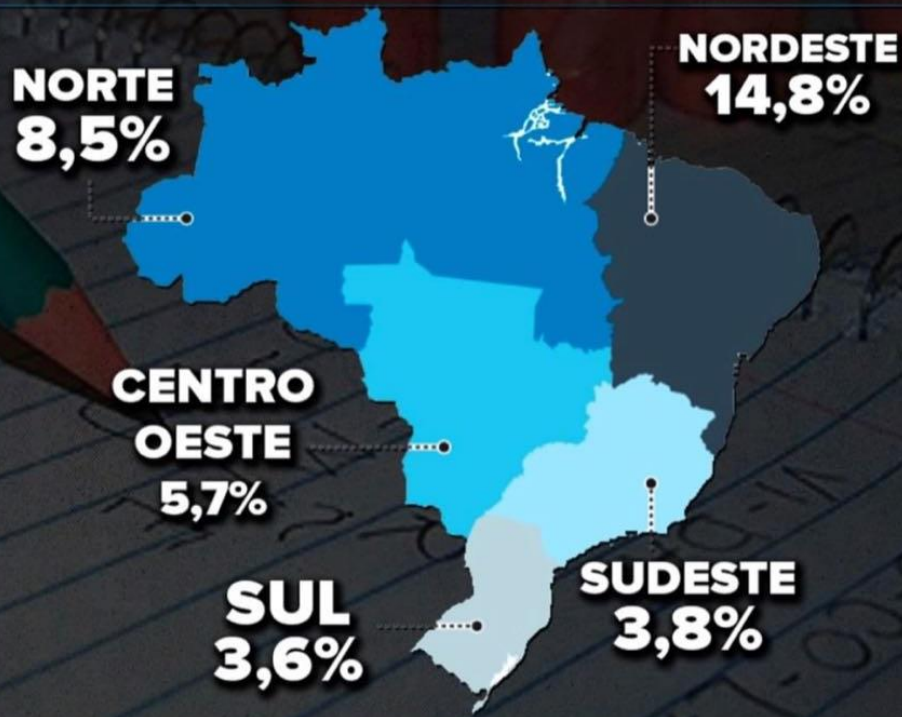 NORTE
8,5%
NORDESTE
14,8%
CENTRO
OESTE
5,7%
SUL
3,6%
SUDESTE
3,8%